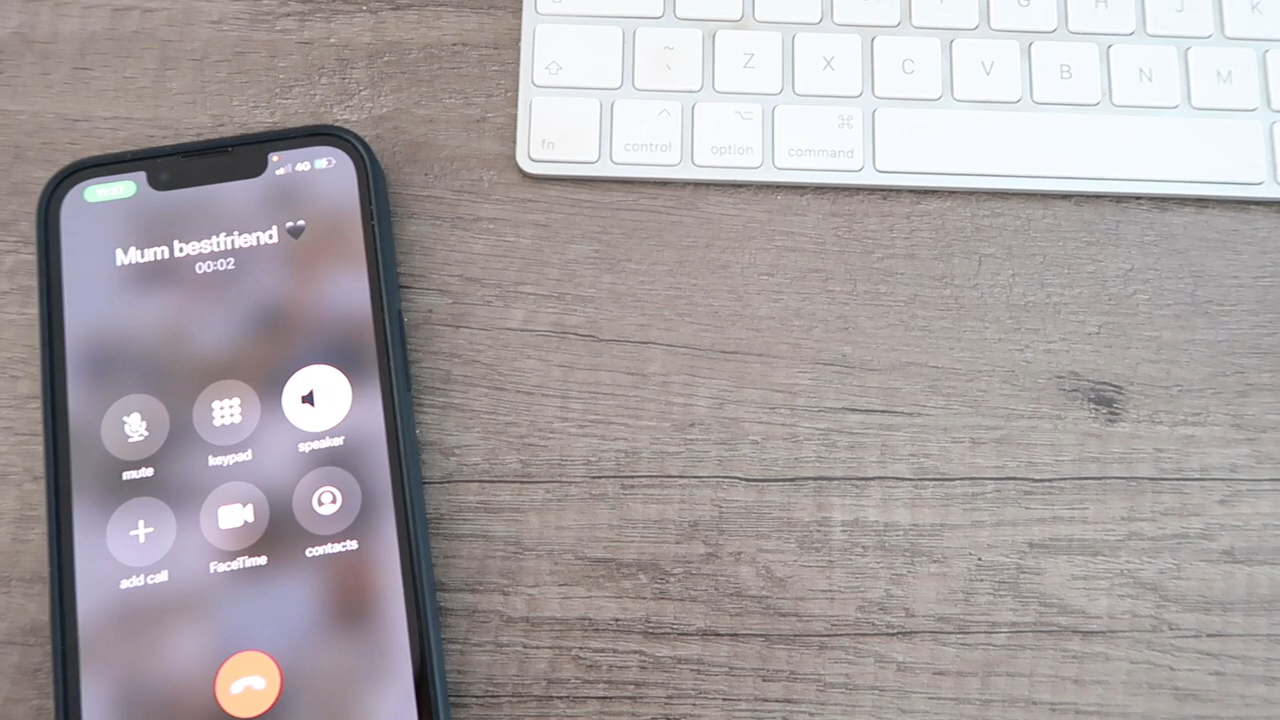 G H J K
~
`
Z X C V B N M
fn control option command
4G
Mum bestfriend 🖤
00:02
mute keypad speaker
add call FaceTime contacts